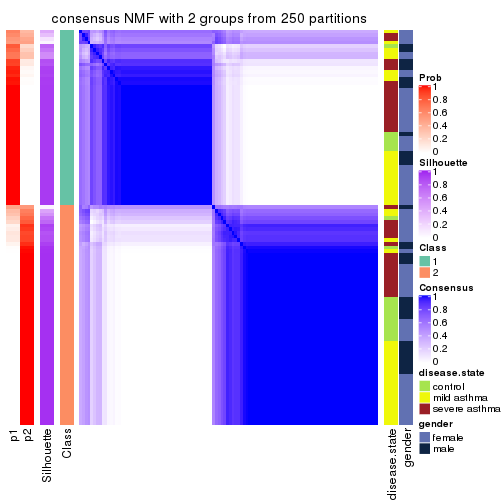 consensus NMF with 2 groups from 250 partitions
Prob
1
0.8
0.6
0.4
0.2
0
Silhouette
1
0.8
0.6
0.4
0.2
0
Class
1
2
Consensus
1
0.8
0.6
0.4
0.2
0
disease.state
control
mild asthma
severe asthma
gender
female
male
p1
p2
Silhouette
Class
disease.state
gender